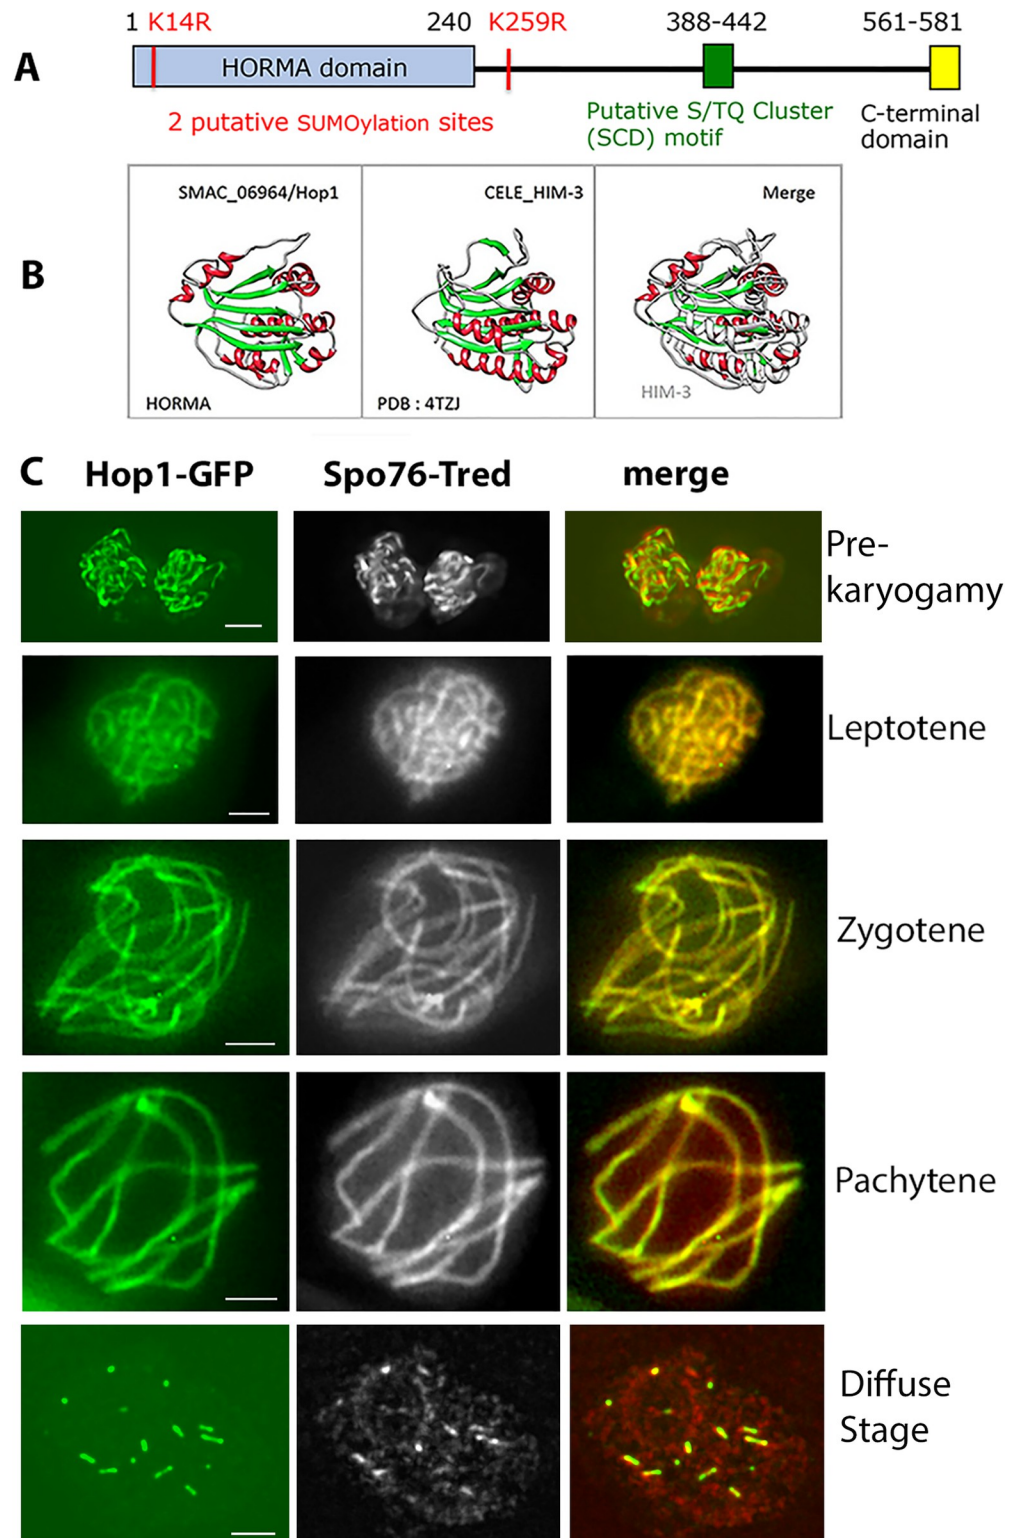 1 K14R 240 K259R 388-442 561-581
A
HORMA domain
2 putative SUMOylation sites
Putative S/TQ Cluster
(SCD) motif
C-terminal
domain
B
SMAC_06964/Hop1
HORMA
CELE_HIM-3
PDB : 4TZJ
Merge
HIM-3
C Hop1-GFP Spo76-Tred merge
Pre-
karyogamy
Leptotene
Zygotene
Pachytene
Diffuse
Stage